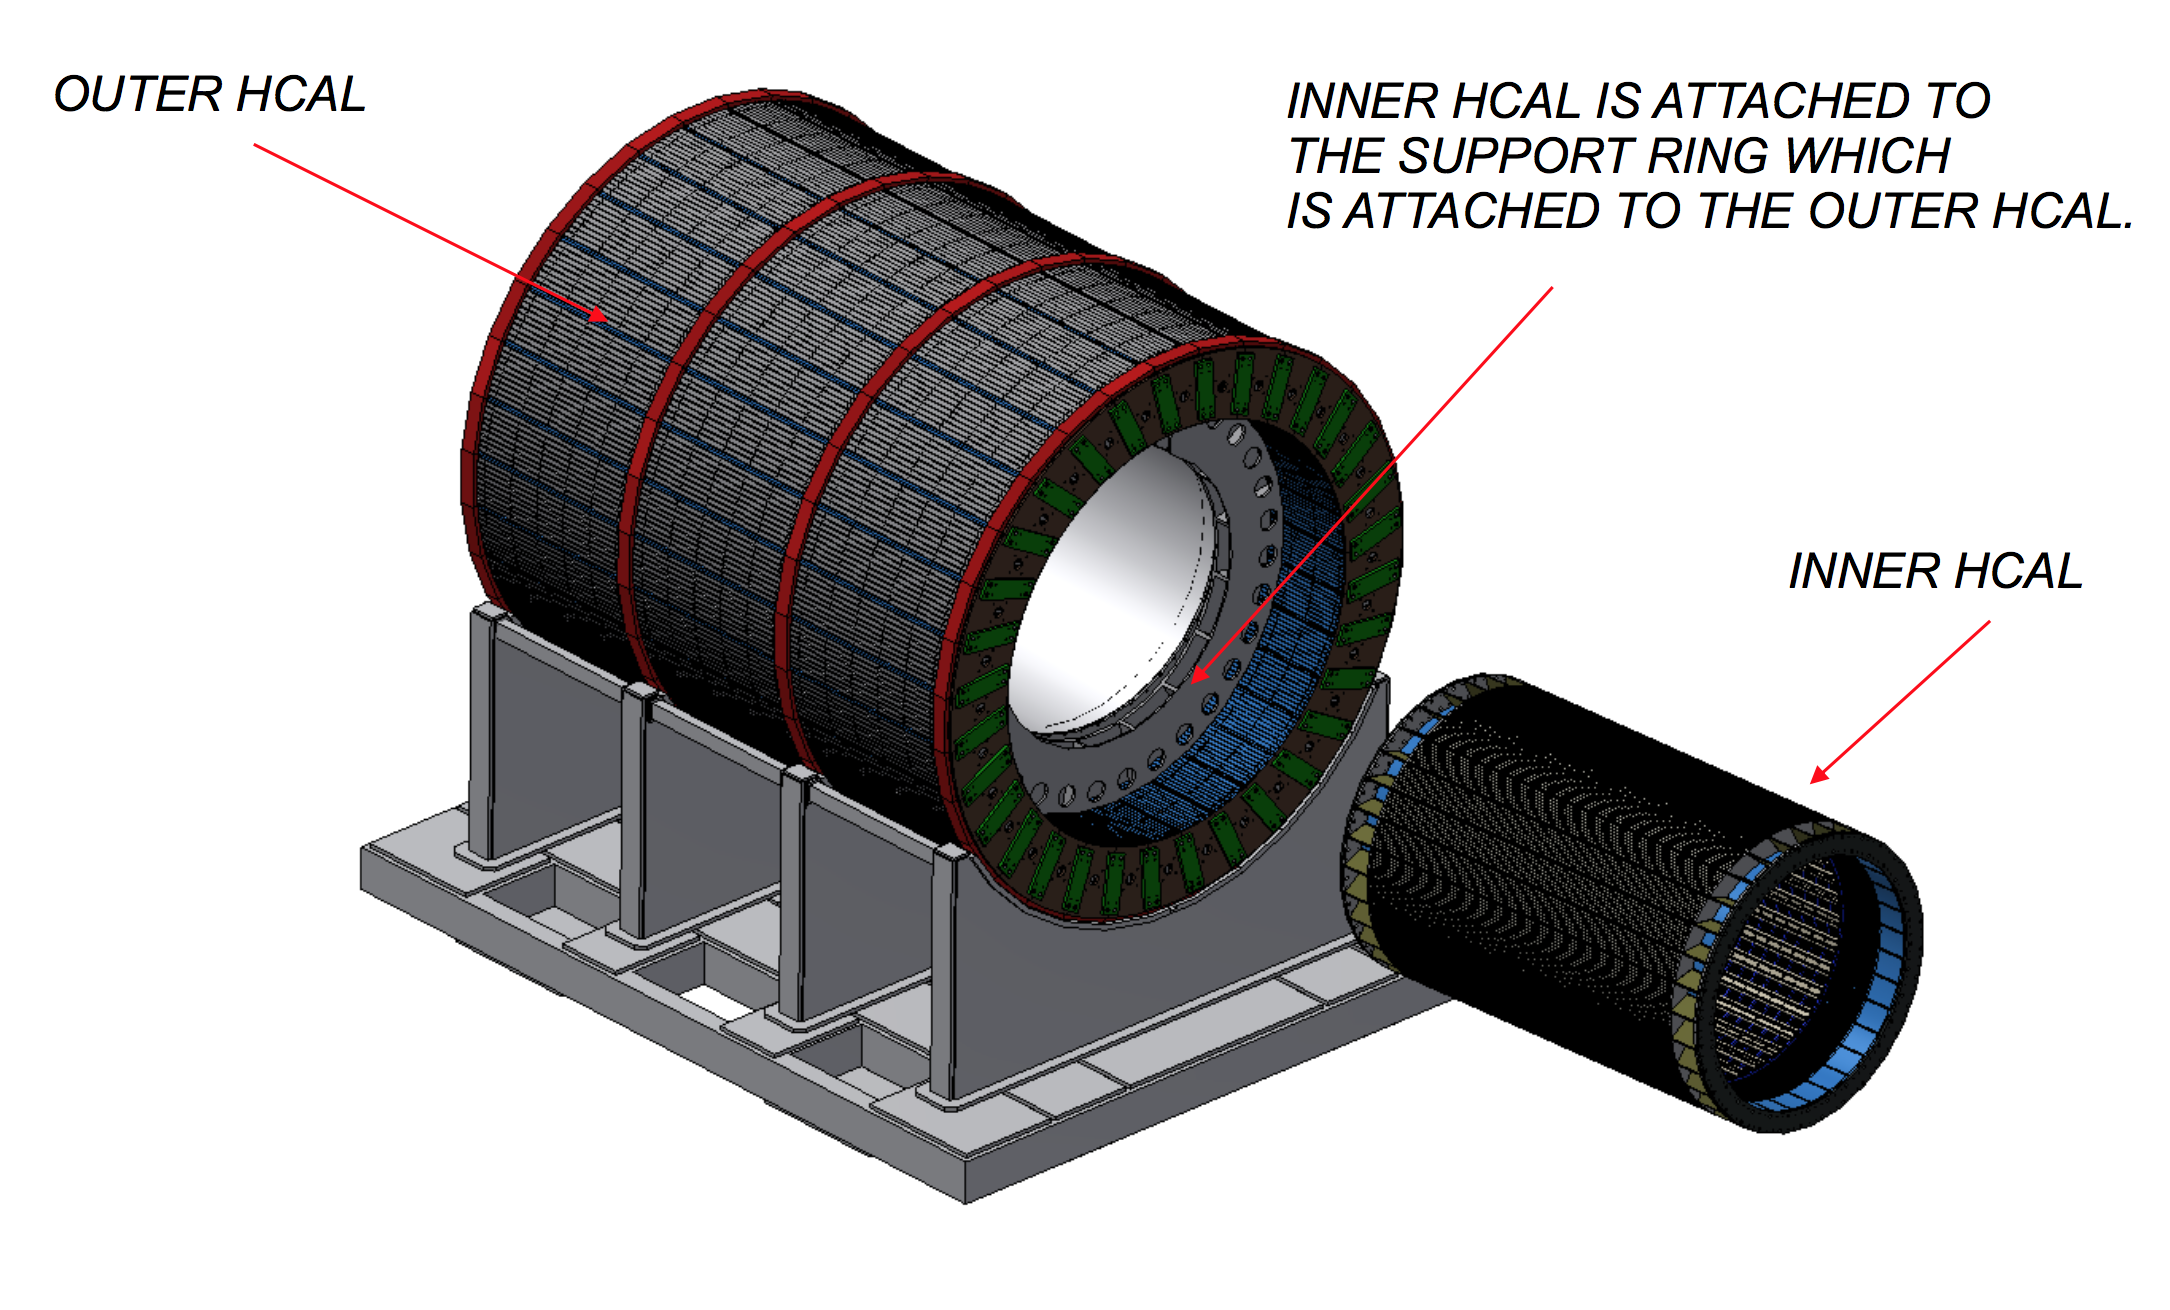 OUTER HCAL
INNER HCAL IS ATTACHED TO
THE SUPPORT RING WHICH
IS ATTACHED TO THE OUTER HCAL.
INNER HCAL